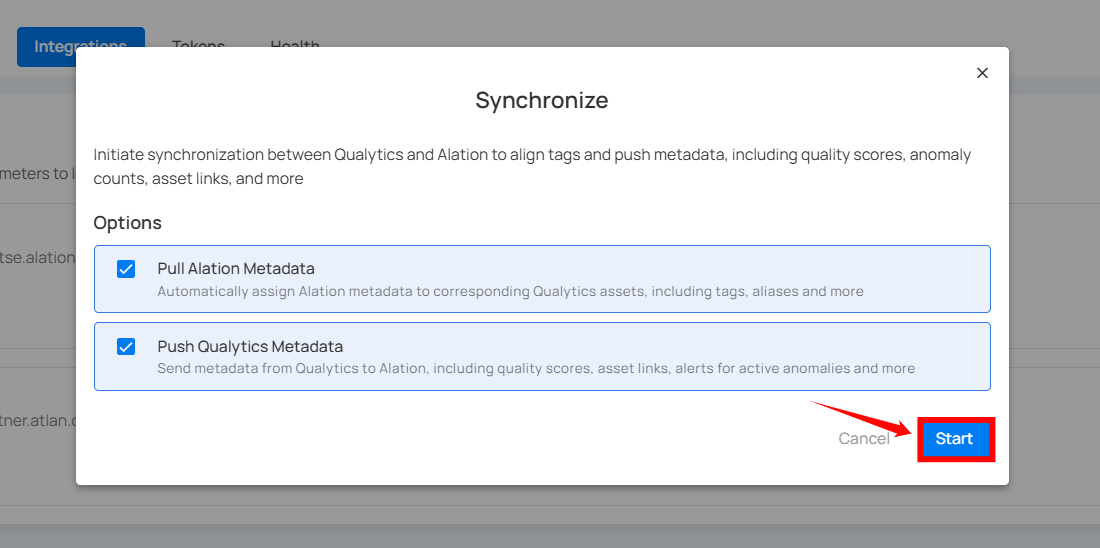 Integrations Tokens Health
Synchronize
Initiate synchronization between Qualytics and Alation to align tags and push metadata, including quality scores, anomaly
counts, asset links, and more
meters to l
Options
tse.alation
Pull Alation Metadata
Automatically assign Alation metadata to corresponding Qualytics assets, including tags, aliases and more
Push Qualytics Metadata
Send metadata from Qualytics to Alation, including quality scores, asset links, alerts for active anomalies and more
tner.atlan.c
Cancel Start